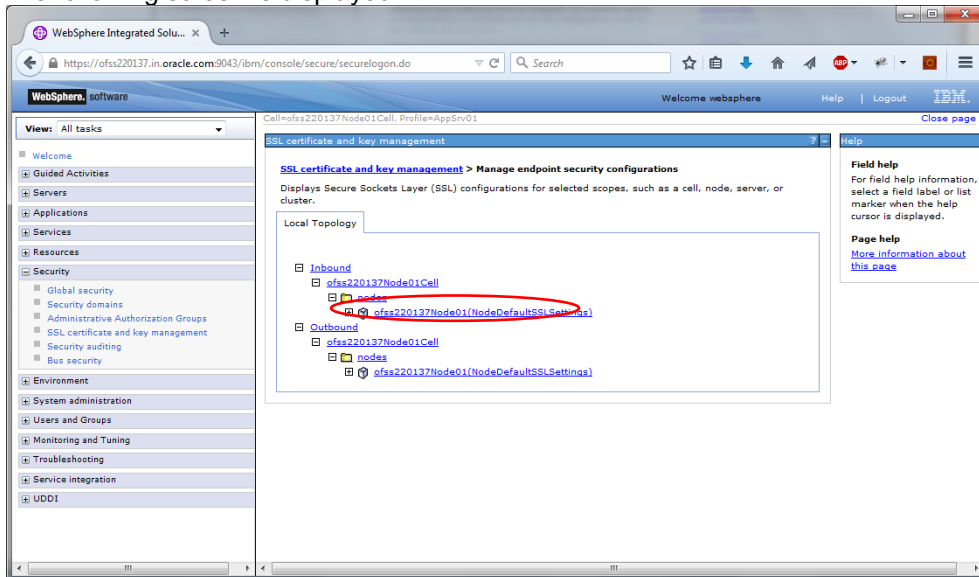 WebSphere Integrated Solu... × +
https://ofss220137.in.oracle.com:9043/ibm/console/secure/securelogon.do
Search
ABP
WebSphere. software
Welcome websphere
Help | Logout
IBM.
View: All tasks
Welcome
Guided Activities
Servers
Applications
Services
Resources
Security
Global security
Security domains
Administrative Authorization Groups
SSL certificate and key management
Security auditing
Bus security
Environment
System administration
Users and Groups
Monitoring and Tuning
Troubleshooting
Service integration
UDDI
Cell=ofss220137Node01Cell, Profile=AppSrv01
Close page
SSL certificate and key management ? -
SSL certificate and key management > Manage endpoint security configurations
Displays Secure Sockets Layer (SSL) configurations for selected scopes, such as a cell, node, server, or
cluster.
Local Topology
Inbound
ofss220137Node01Cell
nodes
ofss220137Node01(NodeDefaultSSLSettings)
Outbound
ofss220137Node01Cell
nodes
ofss220137Node01(NodeDefaultSSLSettings)
Help
Field help
For field help information,
select a field label or list
marker when the help
cursor is displayed.
Page help
More information about
this page